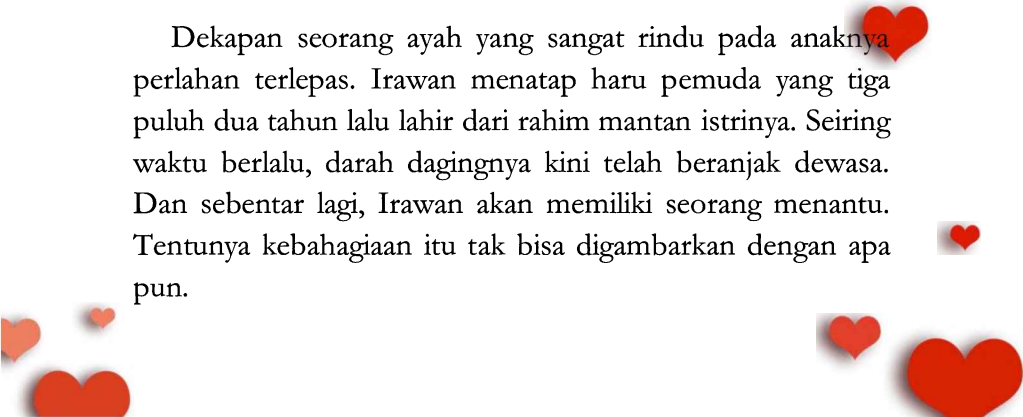 Dekapan seorang ayah yang sangat rindu pada anaknya
perlahan terlepas. Irawan menatap haru pemuda yang tiga
puluh dua tahun lalu lahir dari rahim mantan istrinya. Seiring
waktu berlalu, darah dagingnya kini telah beranjak dewasa.
Dan sebentar lagi, Irawan akan memiliki seorang menantu.
Tentunya kebahagiaan itu tak bisa digambarkan dengan apa
pun.